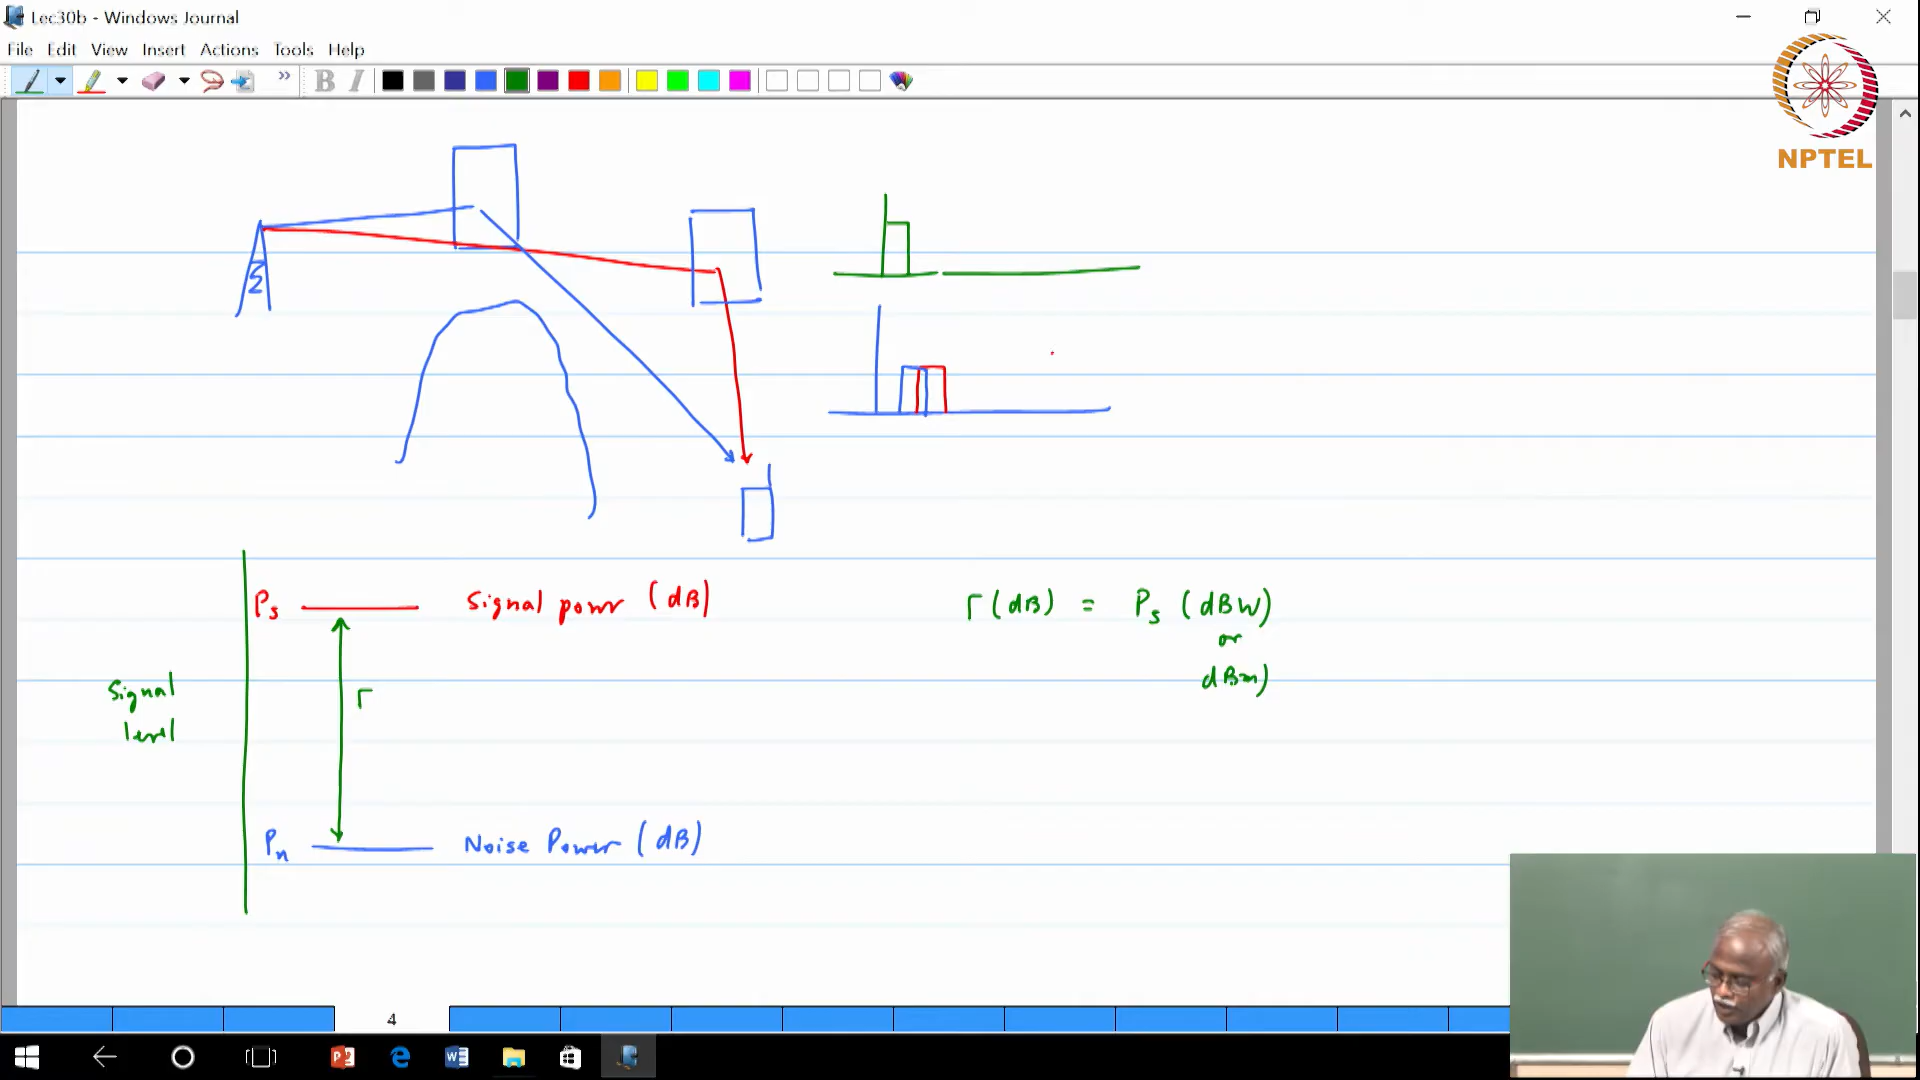 Lec30b - Windows Journal
File Edit View Insert Actions Tools Help
B I
NPTEL
Ps Signal power (dB)
Γ (dB) = Ps (dBW)
or
dBm)
Signal
level
Γ
Pn Noise Power (dB)
4